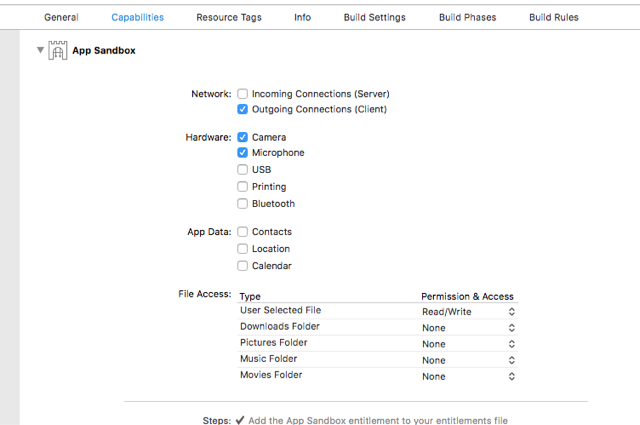 General Capabilities Resource Tags Info Build Settings Build Phases Build Rules
App Sandbox
Network: Incoming Connections (Server)
Outgoing Connections (Client)
Hardware: Camera
Microphone
USB
Printing
Bluetooth
App Data: Contacts
Location
Calendar
File Access: Type Permission & Access
User Selected File Read/Write
Downloads Folder None
Pictures Folder None
Music Folder None
Movies Folder None
Steps: Add the App Sandbox entitlement to your entitlements file